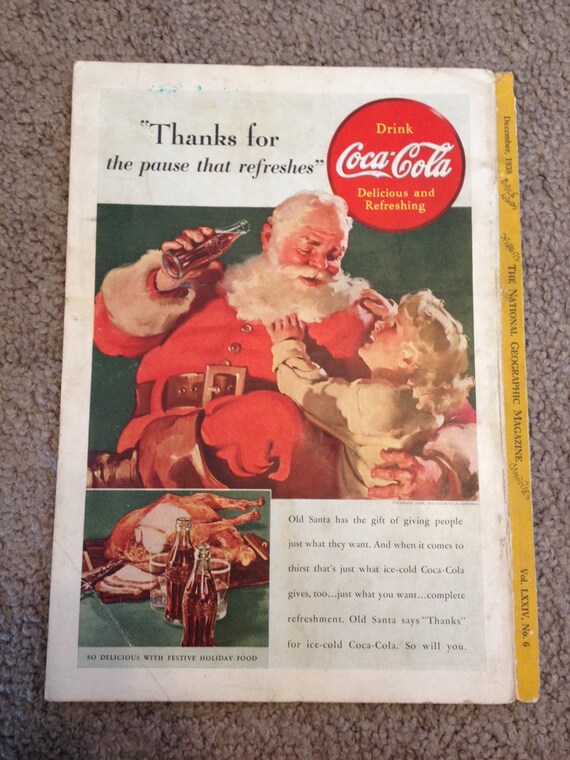 "Thanks for
the pause that refreshes"
Drink
Coca-Cola
Delicious and
Refreshing
Old Santa has the gift of giving people
just what they want. And when it comes to
thirst that's just what ice-cold Coca-Cola
gives, too...just what you want...complete
refreshment. Old Santa says "Thanks"
for ice-cold Coca-Cola. So will you.
SO DELICIOUS WITH FESTIVE HOLIDAY FOOD
December, 1938
THE NATIONAL GEOGRAPHIC MAGAZINE
Vol. LXXIV, No. 6